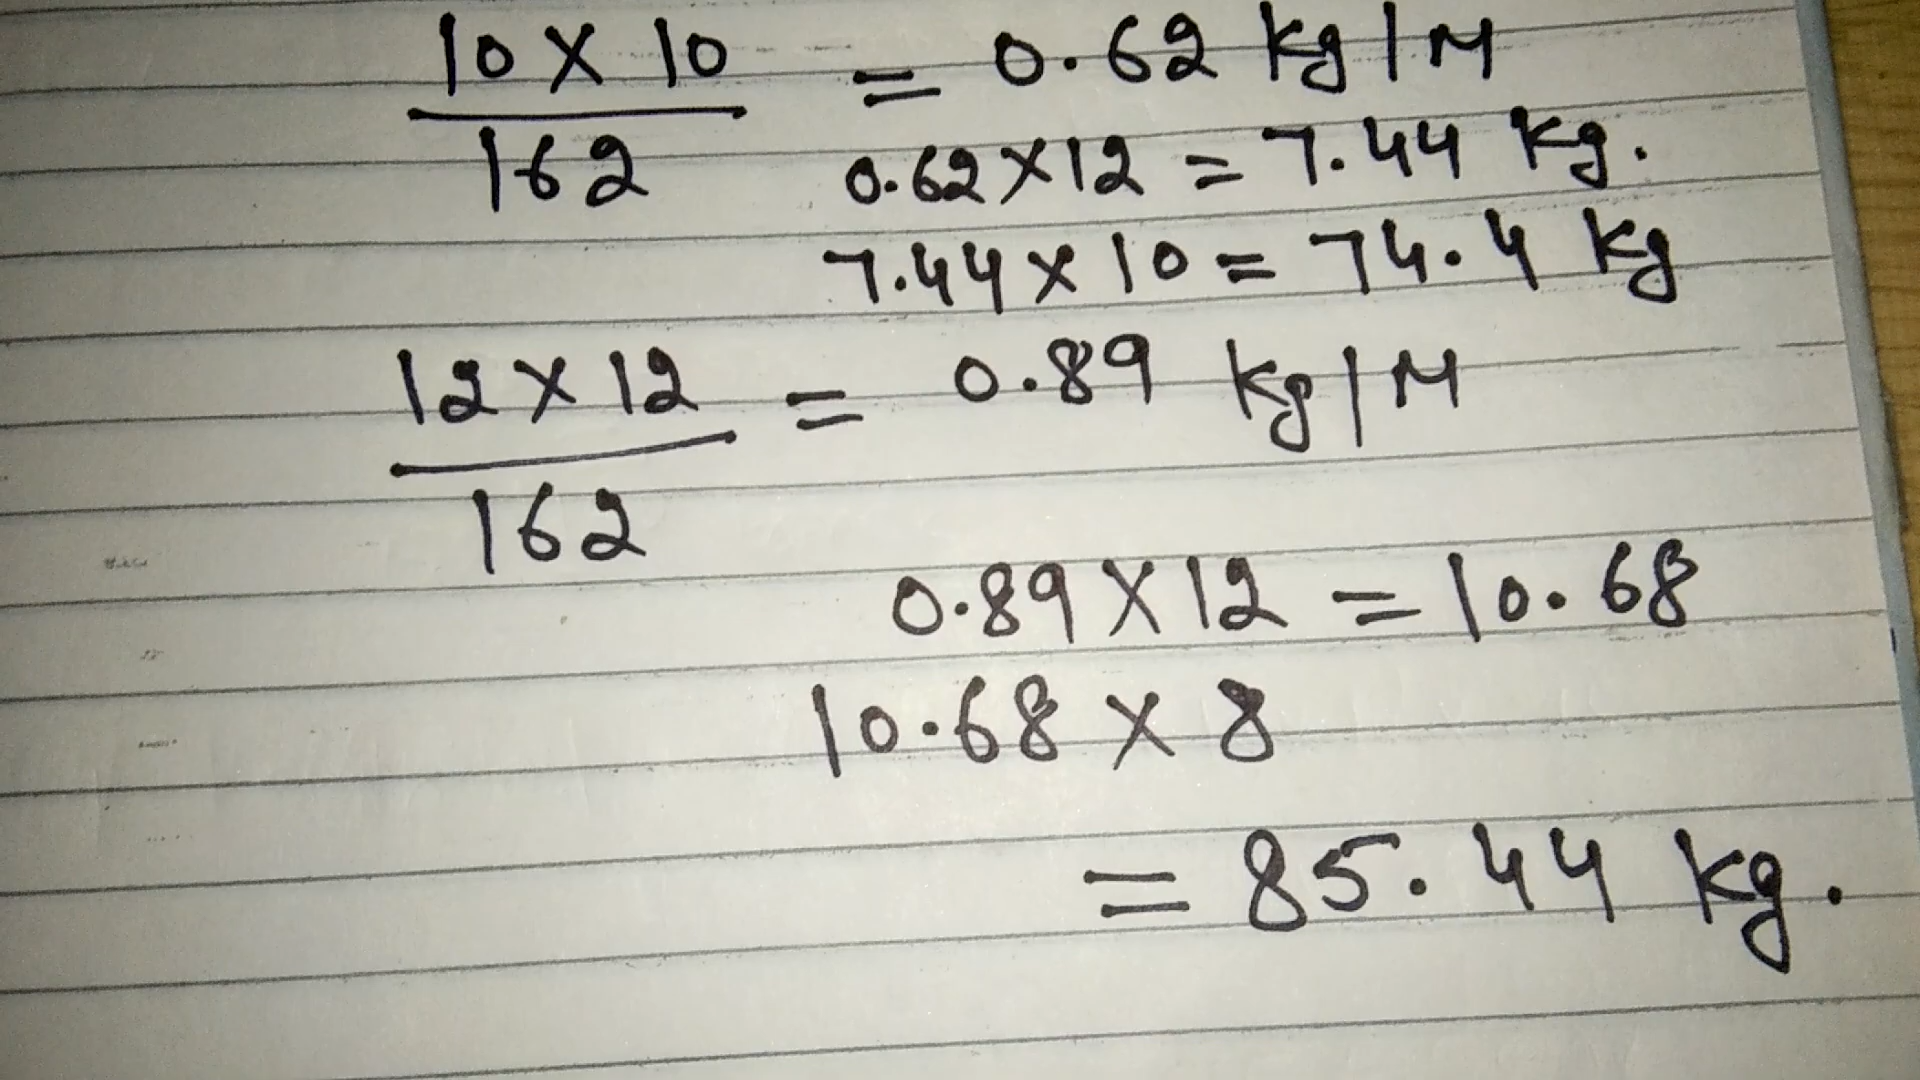 10 X 10 = 0.62 kg/M
162
0.62 X 12 = 7.44 kg.
7.44 x 10 = 74.4 kg
12 X 12 = 0.89 kg/M
162
0.89 X 12 = 10.68
10.68 X 8
= 85.44 kg.